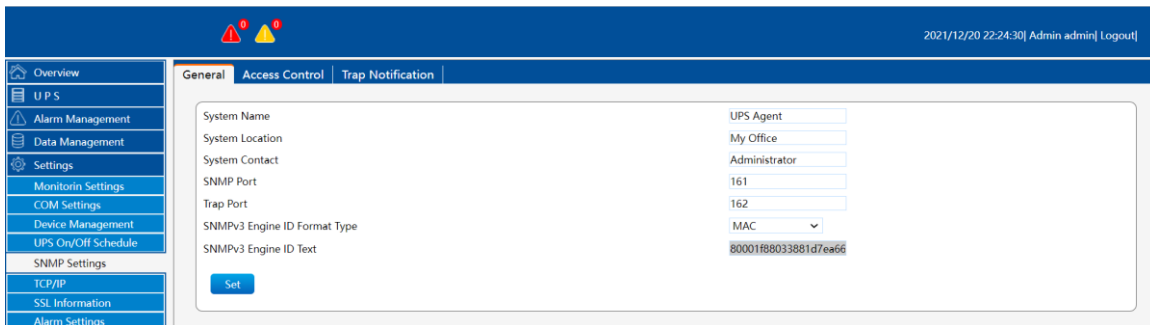 0 0
2021/12/20 22:24:30| Admin admin| Logout|
Overview
UPS
Alarm Management
Data Management
Settings
Monitorin Settings
COM Settings
Device Management
UPS On/Off Schedule
SNMP Settings
TCP/IP
SSL Information
Alarm Settings
General Access Control Trap Notification
System Name UPS Agent
System Location My Office
System Contact Administrator
SNMP Port 161
Trap Port 162
SNMPv3 Engine ID Format Type MAC
SNMPv3 Engine ID Text 80001f88033881d7ea66
Set